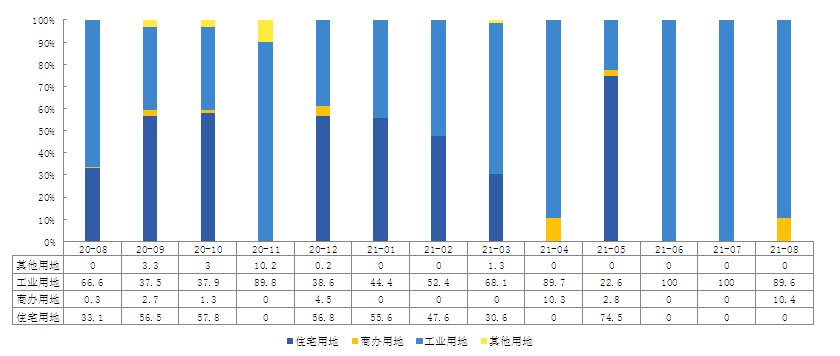 100%
90%
80%
70%
60%
50%
40%
30%
20%
10%
0%
20-08 20-09 20-10 20-11 20-12 21-01 21-02 21-03 21-04 21-05 21-06 21-07 21-08
其他用地 0 3.3 3 10.2 0.2 0 0 1.3 0 0 0 0 0
工业用地 66.6 37.5 37.9 89.8 38.6 44.4 52.4 68.1 89.7 22.6 100 100 89.6
商办用地 0.3 2.7 1.3 0 4.5 0 0 0 10.3 2.8 0 0 10.4
住宅用地 33.1 56.5 57.8 0 56.8 55.6 47.6 30.6 0 74.5 0 0 0
住宅用地 商办用地 工业用地 其他用地